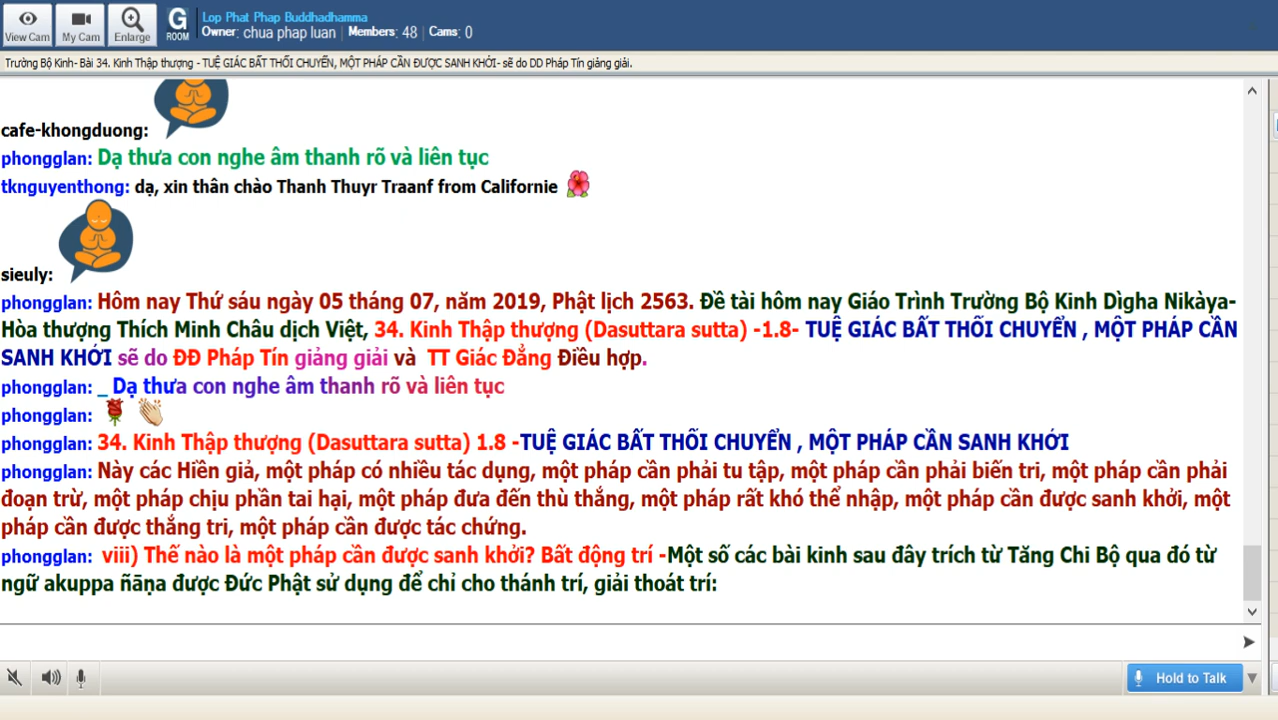 Lop Phat Phap Buddhadhamma
Owner: chua phap luan | Members: 48 | Cams: 0
View Cam
My Cam
Enlarge
G
ROOM
Trường Bộ Kinh- Bài 34. Kinh Thập thượng - TUỆ GIÁC BẤT THỐI CHUYỂN, MỘT PHÁP CẦN ĐƯỢC SANH KHỞI- sẽ do DD Pháp Tín giảng giải.
cafe-khongduong:
phongglan: Dạ thưa con nghe âm thanh rõ và liên tục
tknguyenthong: dạ, xin thân chào Thanh Thuyr Traanf from Californie
sieuly:
phongglan: Hôm nay Thứ sáu ngày 05 tháng 07, năm 2019, Phật lịch 2563. Đề tài hôm nay Giáo Trình Trường Bộ Kinh Dìgha Nikàya-
Hòa thượng Thích Minh Châu dịch Việt, 34. Kinh Thập thượng (Dasuttara sutta) -1.8- TUỆ GIÁC BẤT THỐI CHUYỂN , MỘT PHÁP CẦN
SANH KHỞI sẽ do ĐĐ Pháp Tín giảng giải và TT Giác Đẳng Điều hợp.
phongglan: _ Dạ thưa con nghe âm thanh rõ và liên tục
phongglan:
phongglan: 34. Kinh Thập thượng (Dasuttara sutta) 1.8 -TUỆ GIÁC BẤT THỐI CHUYỂN , MỘT PHÁP CẦN SANH KHỞI
phongglan: Này các Hiền giả, một pháp có nhiều tác dụng, một pháp cần phải tu tập, một pháp cần phải biến tri, một pháp cần phải
đoạn trừ, một pháp chịu phần tai hại, một pháp đưa đến thù thắng, một pháp rất khó thể nhập, một pháp cần được sanh khởi, một
pháp cần được thắng tri, một pháp cần được tác chứng.
phongglan: viii) Thế nào là một pháp cần được sanh khởi? Bất động trí -Một số các bài kinh sau đây trích từ Tăng Chi Bộ qua đó từ
ngữ akuppa ñāṇa được Đức Phật sử dụng để chỉ cho thánh trí, giải thoát trí:
Hold to Talk